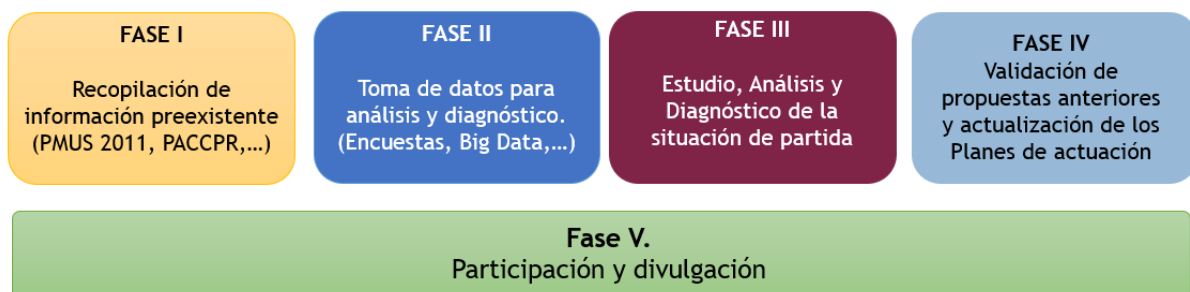 FASE I
Recopilación de
información preexistente
(PMUS 2011, PACCPR,…)
FASE II
Toma de datos para
análisis y diagnóstico.
(Encuestas, Big Data,…)
FASE III
Estudio, Análisis y
Diagnóstico de la
situación de partida
FASE IV
Validación de
propuestas anteriores
y actualización de los
Planes de actuación
Fase V.
Participación y divulgación